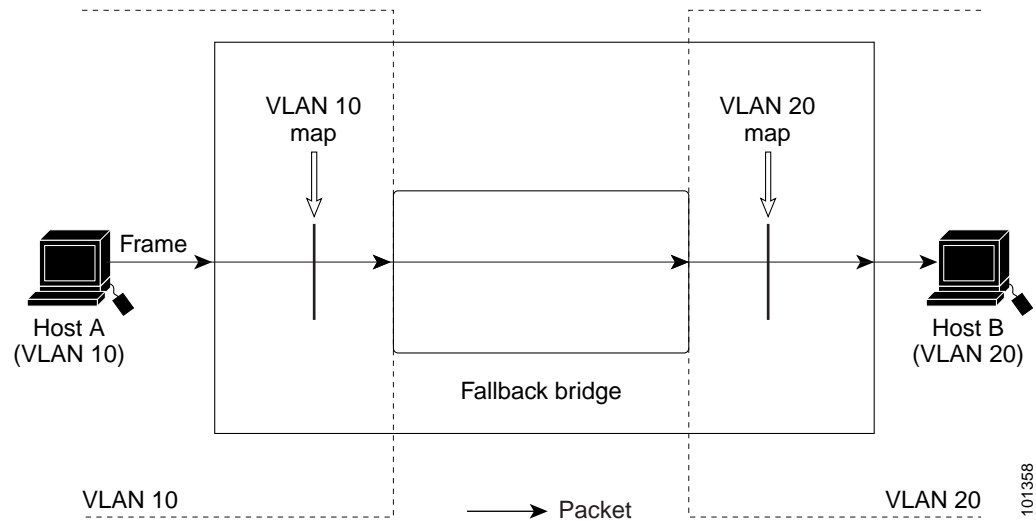 VLAN 10
map
VLAN 20
map
Frame
Host A
(VLAN 10)
Host B
(VLAN 20)
Fallback bridge
VLAN 10
Packet
VLAN 20
101358